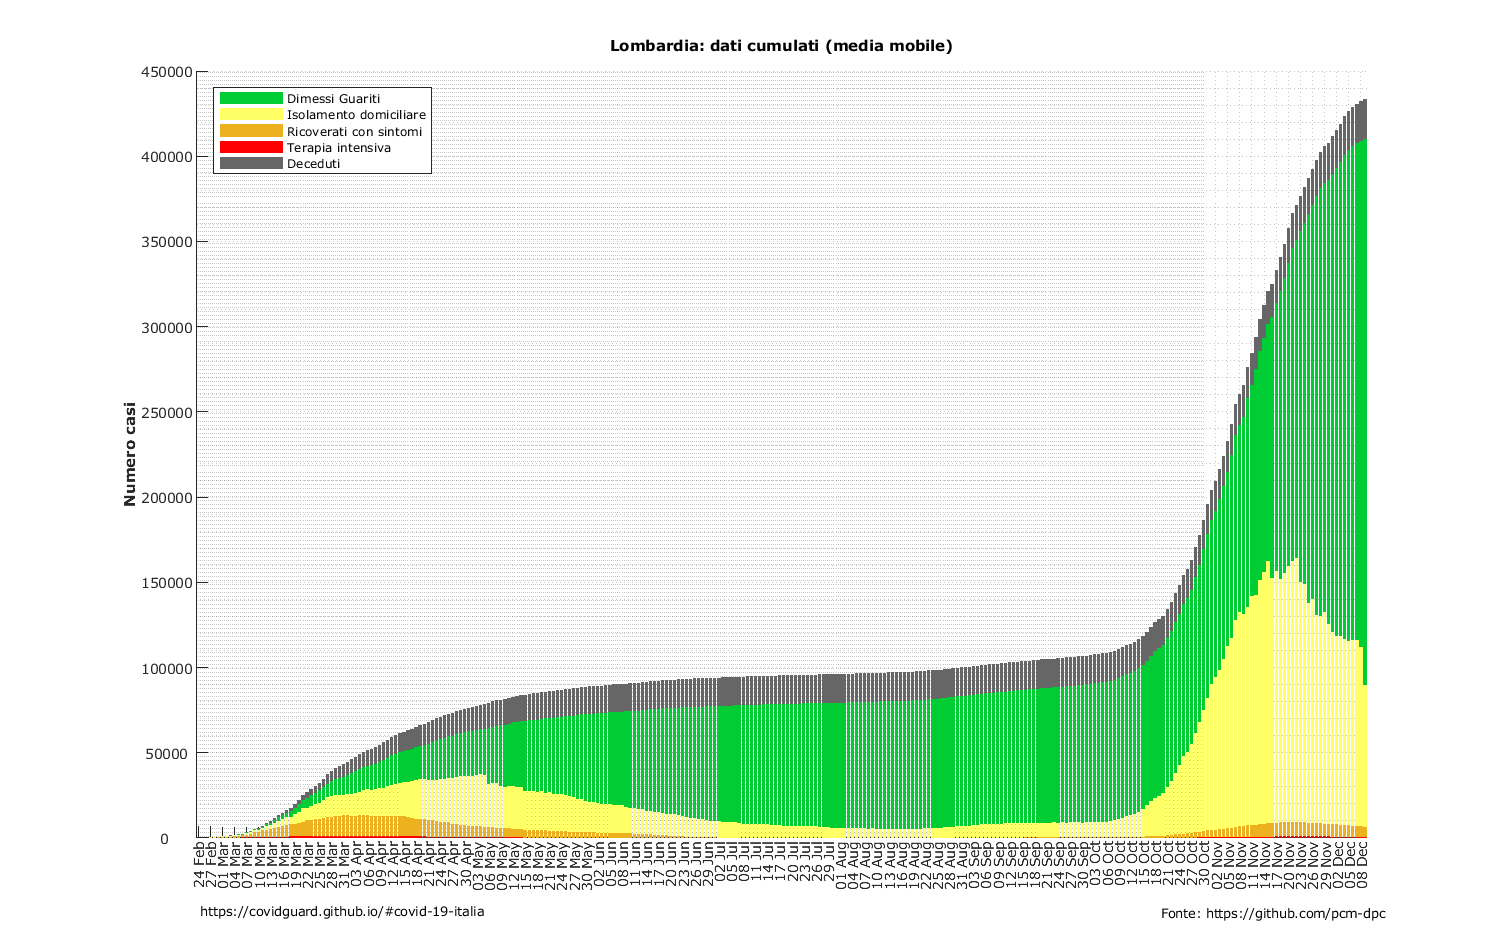 Lombardia: dati cumulati (media mobile)
450000
400000
350000
300000
250000
200000
150000
100000
50000
0
Numero casi
Dimessi Guariti
Isolamento domiciliare
Ricoverati con sintomi
Terapia intensiva
Deceduti
24 Feb
27 Feb
01 Mar
04 Mar
07 Mar
10 Mar
13 Mar
16 Mar
19 Mar
22 Mar
25 Mar
28 Mar
31 Mar
03 Apr
06 Apr
09 Apr
12 Apr
15 Apr
18 Apr
21 Apr
24 Apr
27 Apr
30 Apr
03 May
06 May
09 May
12 May
15 May
18 May
21 May
24 May
27 May
30 May
02 Jun
05 Jun
08 Jun
11 Jun
14 Jun
17 Jun
20 Jun
23 Jun
26 Jun
29 Jun
02 Jul
05 Jul
08 Jul
11 Jul
14 Jul
17 Jul
20 Jul
23 Jul
26 Jul
29 Jul
01 Aug
04 Aug
07 Aug
10 Aug
13 Aug
16 Aug
19 Aug
22 Aug
25 Aug
28 Aug
31 Aug
03 Sep
06 Sep
09 Sep
12 Sep
15 Sep
18 Sep
21 Sep
24 Sep
27 Sep
30 Sep
03 Oct
06 Oct
09 Oct
12 Oct
15 Oct
18 Oct
21 Oct
24 Oct
27 Oct
30 Oct
02 Nov
05 Nov
08 Nov
11 Nov
14 Nov
17 Nov
20 Nov
23 Nov
26 Nov
29 Nov
02 Dec
05 Dec
08 Dec
https://covidguard.github.io/#covid-19-italia
Fonte: https://github.com/pcm-dpc